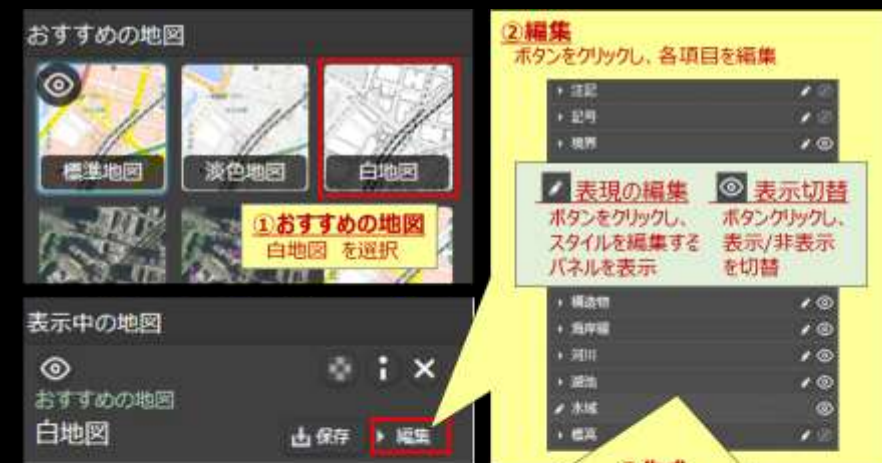 おすすめの地図
標準地図
淡色地図
白地図
①おすすめの地図
白地図 を選択
表示中の地図
おすすめの地図
白地図
保存
編集
②編集
ボタンをクリックし、各項目を編集
注記
記号
境界
表現の編集
ボタンをクリックし、
スタイルを編集する
パネルを表示
表示切替
ボタンクリックし、
表示/非表示
を切替
構造物
海岸線
河川
湖池
水域
標高